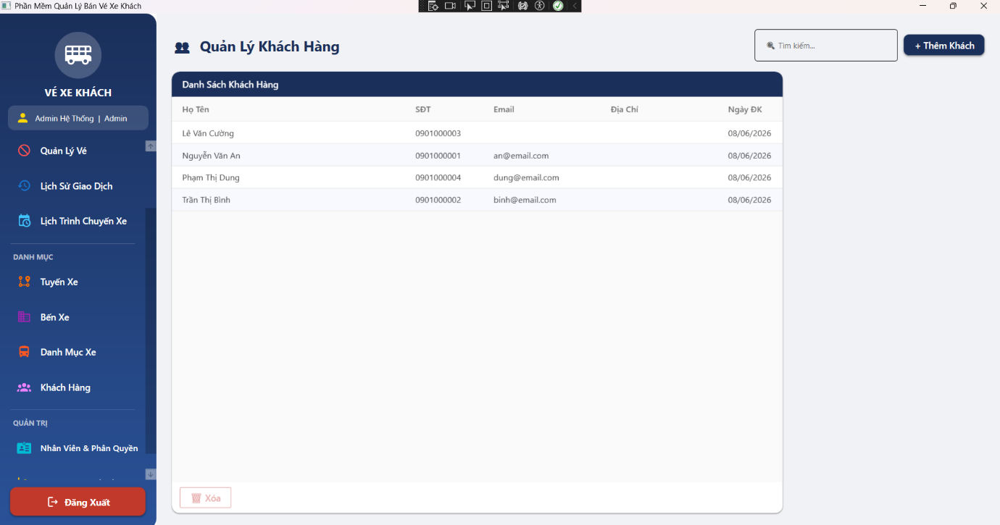 Phần Mềm Quản Lý Bán Vé Xe Khách
VÉ XE KHÁCH
Admin Hệ Thống | Admin
Quản Lý Vé
Lịch Sử Giao Dịch
Lịch Trình Chuyến Xe
DANH MỤC
Tuyến Xe
Bến Xe
Danh Mục Xe
Khách Hàng
QUẢN TRỊ
Nhân Viên & Phân Quyền
Đăng Xuất
Quản Lý Khách Hàng
Tìm kiếm...
+ Thêm Khách
Danh Sách Khách Hàng
Họ Tên SĐT Email Địa Chỉ Ngày ĐK
Lê Văn Cường 0901000003 08/06/2026
Nguyễn Văn An 0901000001 an@email.com 08/06/2026
Phạm Thị Dung 0901000004 dung@email.com 08/06/2026
Trần Thị Bình 0901000002 binh@email.com 08/06/2026
Xóa